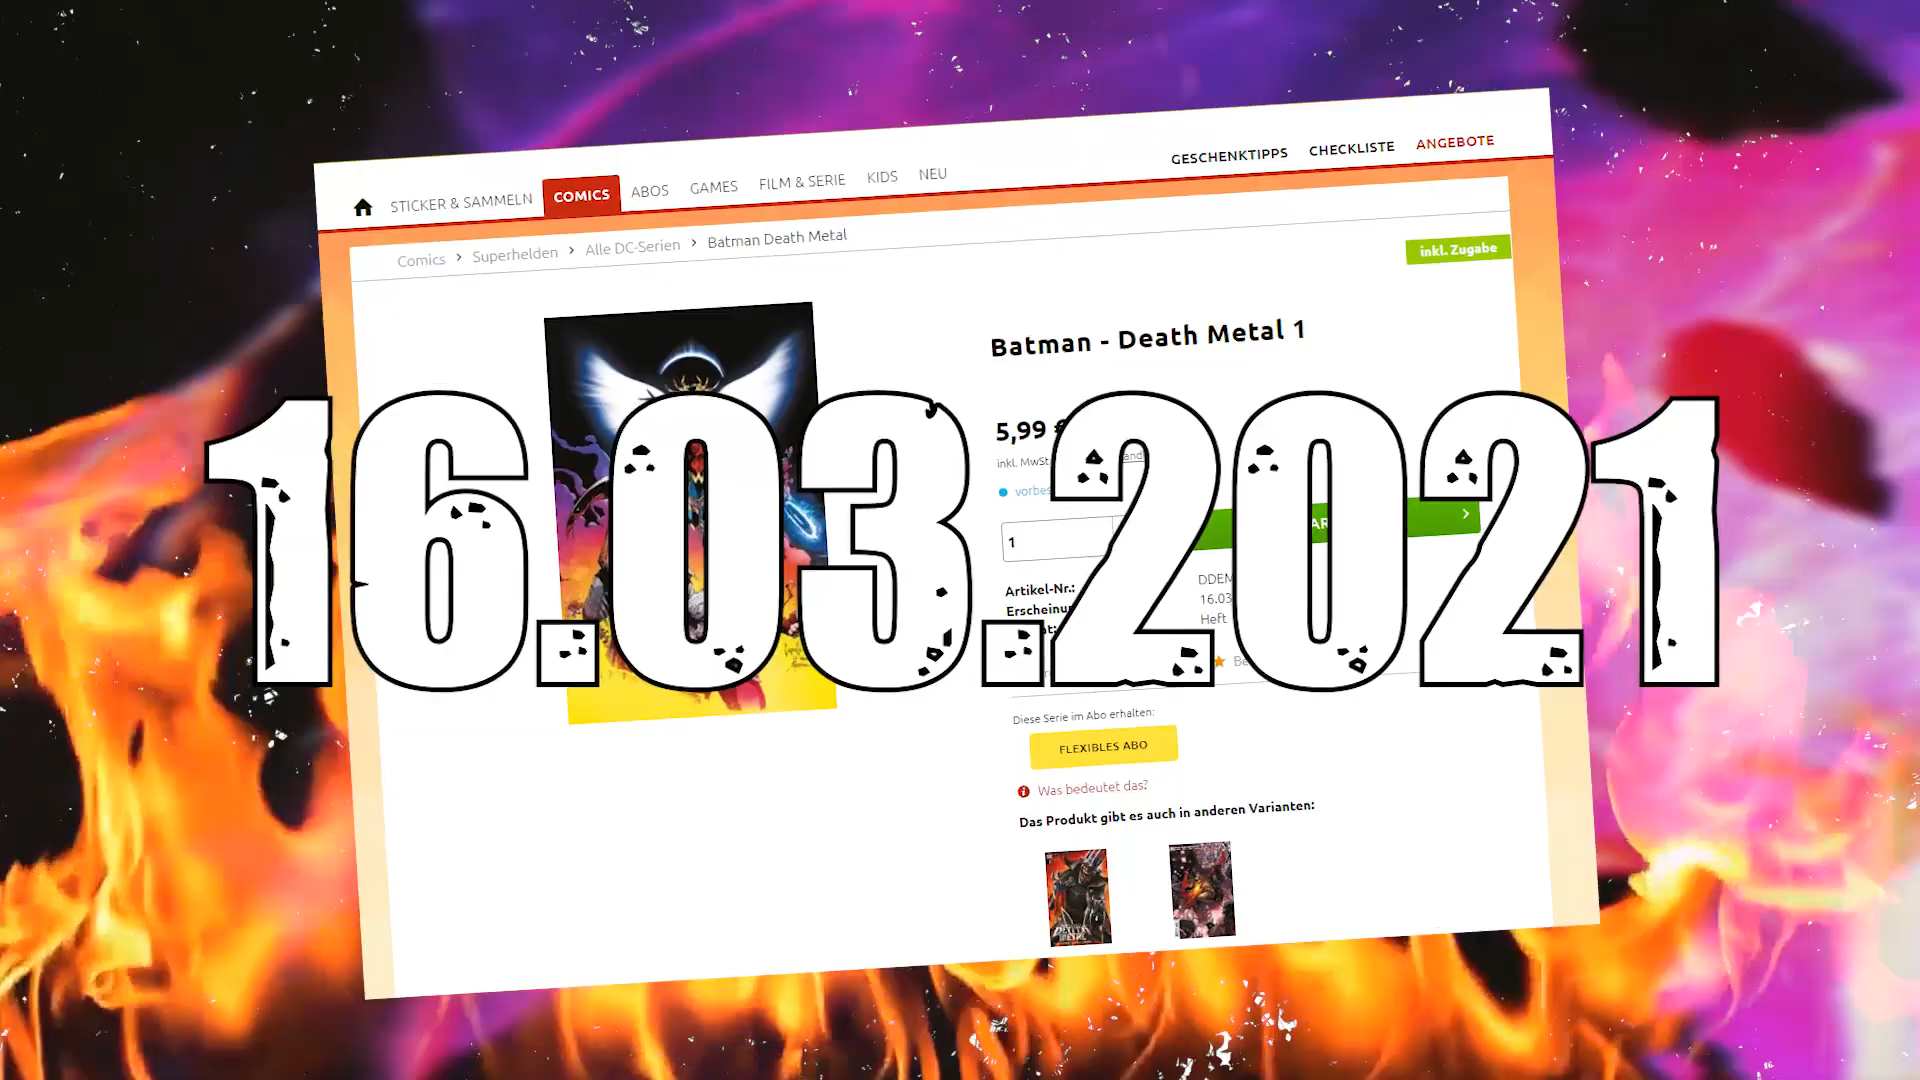 STICKER & SAMMELN COMICS ABOS GAMES FILM & SERIE KIDS NEU GESCHENKTIPPS CHECKLISTE ANGEBOTE
Comics > Superhelden > Alle DC-Serien > Batman Death Metal
inkl. Zugabe
Batman - Death Metal 1
5,99 €
inkl. MwSt.
16.03.2021
1
Artikel-Nr.: DDEM
16.03
Heft
Diese Serie im Abo erhalten:
FLEXIBLES ABO
Was bedeutet das?
Das Produkt gibt es auch in anderen Varianten: